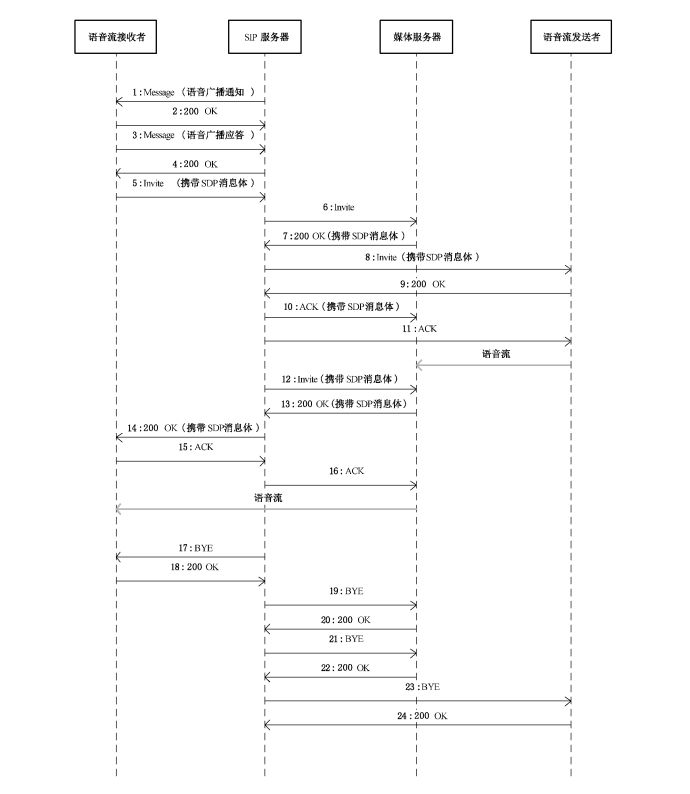 语音流接收者
SIP 服务器
媒体服务器
语音流发送者
1:Message (语音广播通知 )
2:200 OK
3:Message (语音广播应答 )
4:200 OK
5:Invite (携带SDP消息体)
6:Invite
7:200 OK(携带SDP消息体)
8:Invite (携带SDP消息体)
9:200 OK
10:ACK(携带SDP消息体)
11:ACK
语音流
12:Invite(携带SDP消息体)
13:200 OK(携带SDP消息体)
14:200 OK(携带SDP消息体)
15:ACK
16:ACK
语音流
17:BYE
18:200 OK
19:BYE
20:200 OK
21:BYE
22:200 OK
23:BYE
24:200 OK